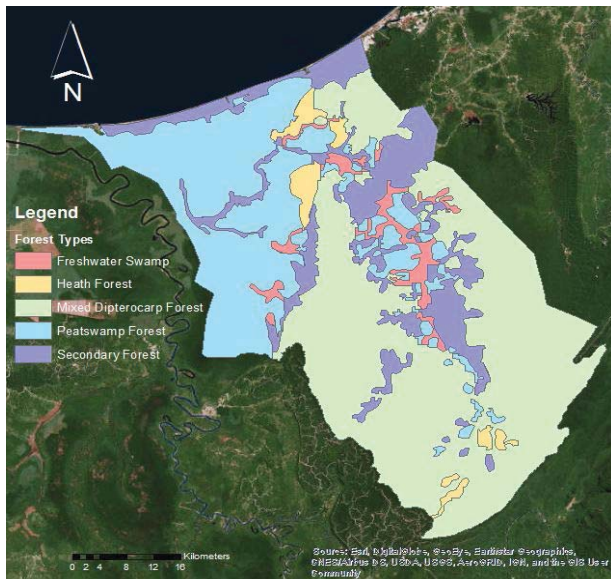 N
Legend
Forest Types
Freshwater Swamp
Heath Forest
Mixed Dipterocarp Forest
Peatswamp Forest
Secondary Forest
0 2 4 8 12 16
Kilometers
Source: Esri, DigitalGlobe, GeoEye, Earthstar Geographics,
CNES/Airbus DS, USDA, USGS, AeroGRID, IGN, and the GIS User
Community